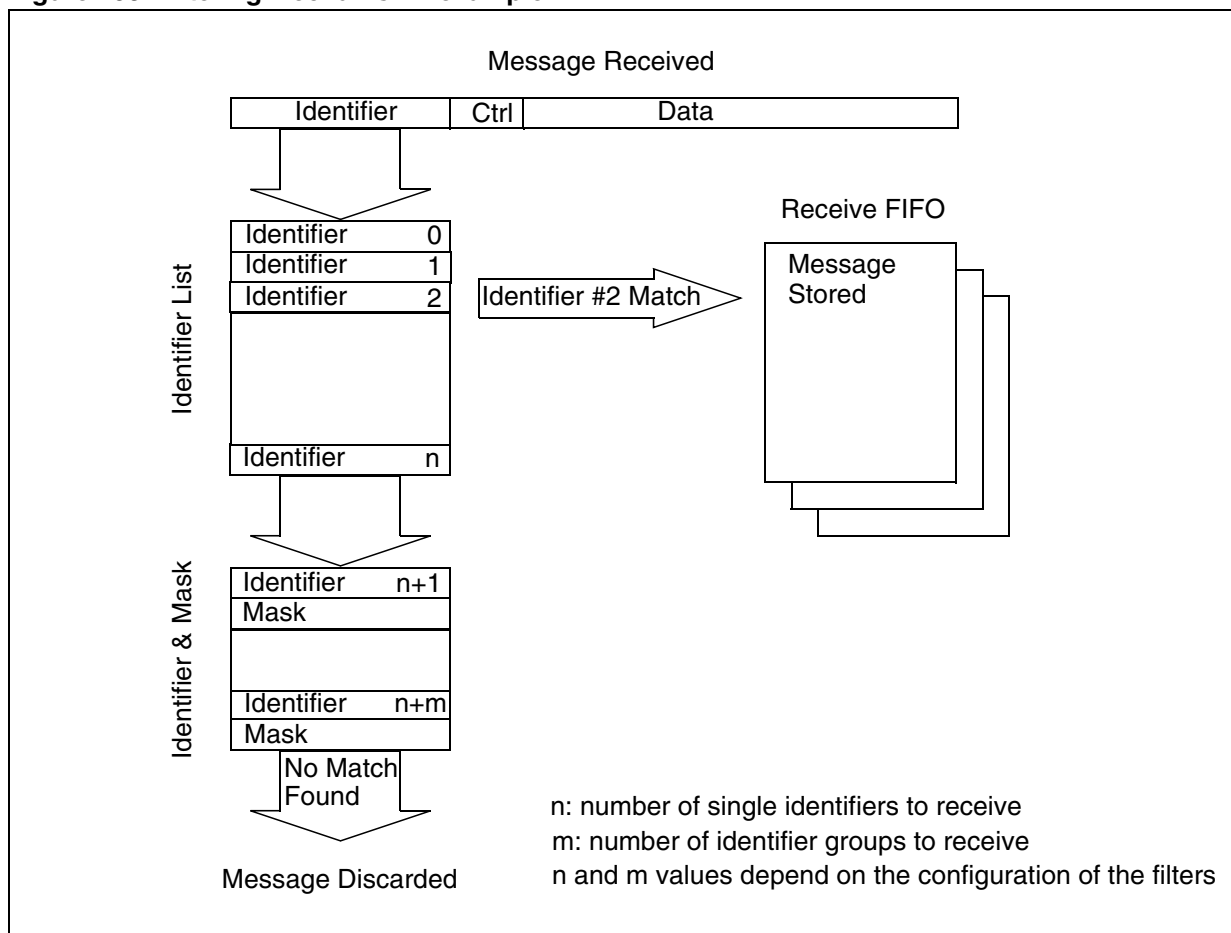 Message Received
Identifier Ctrl Data
Identifier List
Identifier 0
Identifier 1
Identifier 2
Identifier n
Identifier #2 Match
Receive FIFO
Message
Stored
Identifier & Mask
Identifier n+1
Mask
Identifier n+m
Mask
No Match
Found
Message Discarded
n: number of single identifiers to receive
m: number of identifier groups to receive
n and m values depend on the configuration of the filters